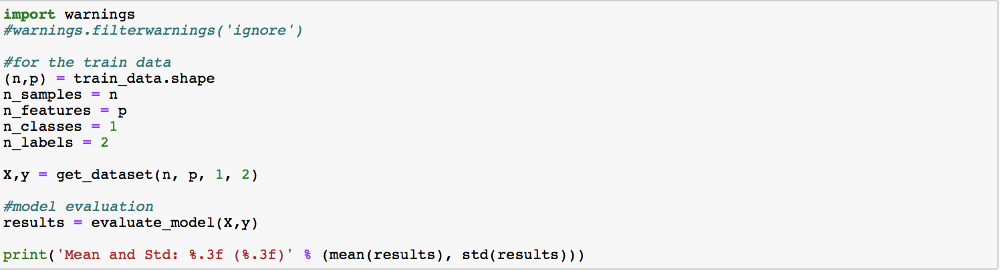 import warnings
#warnings.filterwarnings('ignore')
#for the train data
(n,p) = train_data.shape
n_samples = n
n_features = p
n_classes = 1
n_labels = 2
X,y = get_dataset(n, p, 1, 2)
#model evaluation
results = evaluate_model(X,y)
print('Mean and Std: %.3f (%.3f)' % (mean(results), std(results)))